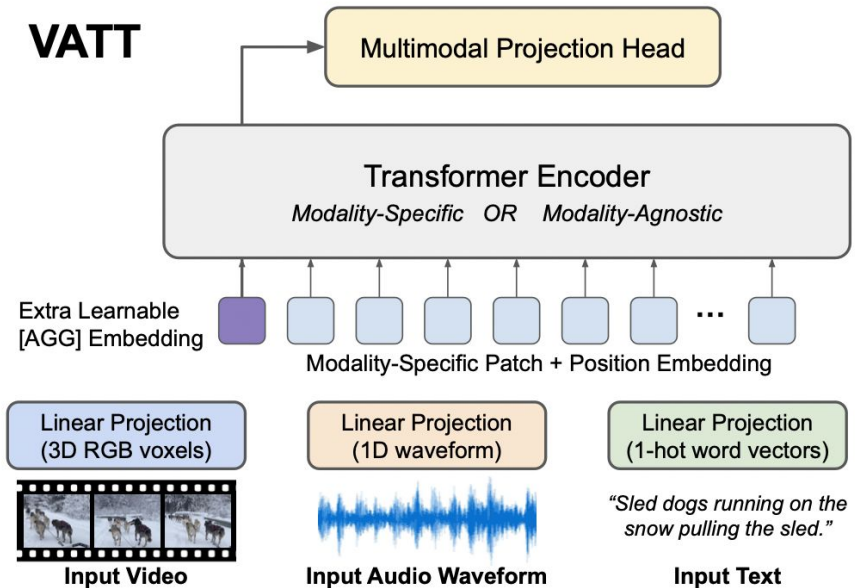 VATT
Multimodal Projection Head
Transformer Encoder
Modality-Specific OR Modality-Agnostic
Extra Learnable
[AGG] Embedding
...
Modality-Specific Patch + Position Embedding
Linear Projection
(3D RGB voxels)
Linear Projection
(1D waveform)
Linear Projection
(1-hot word vectors)
“Sled dogs running on the
snow pulling the sled.”
Input Video
Input Audio Waveform
Input Text